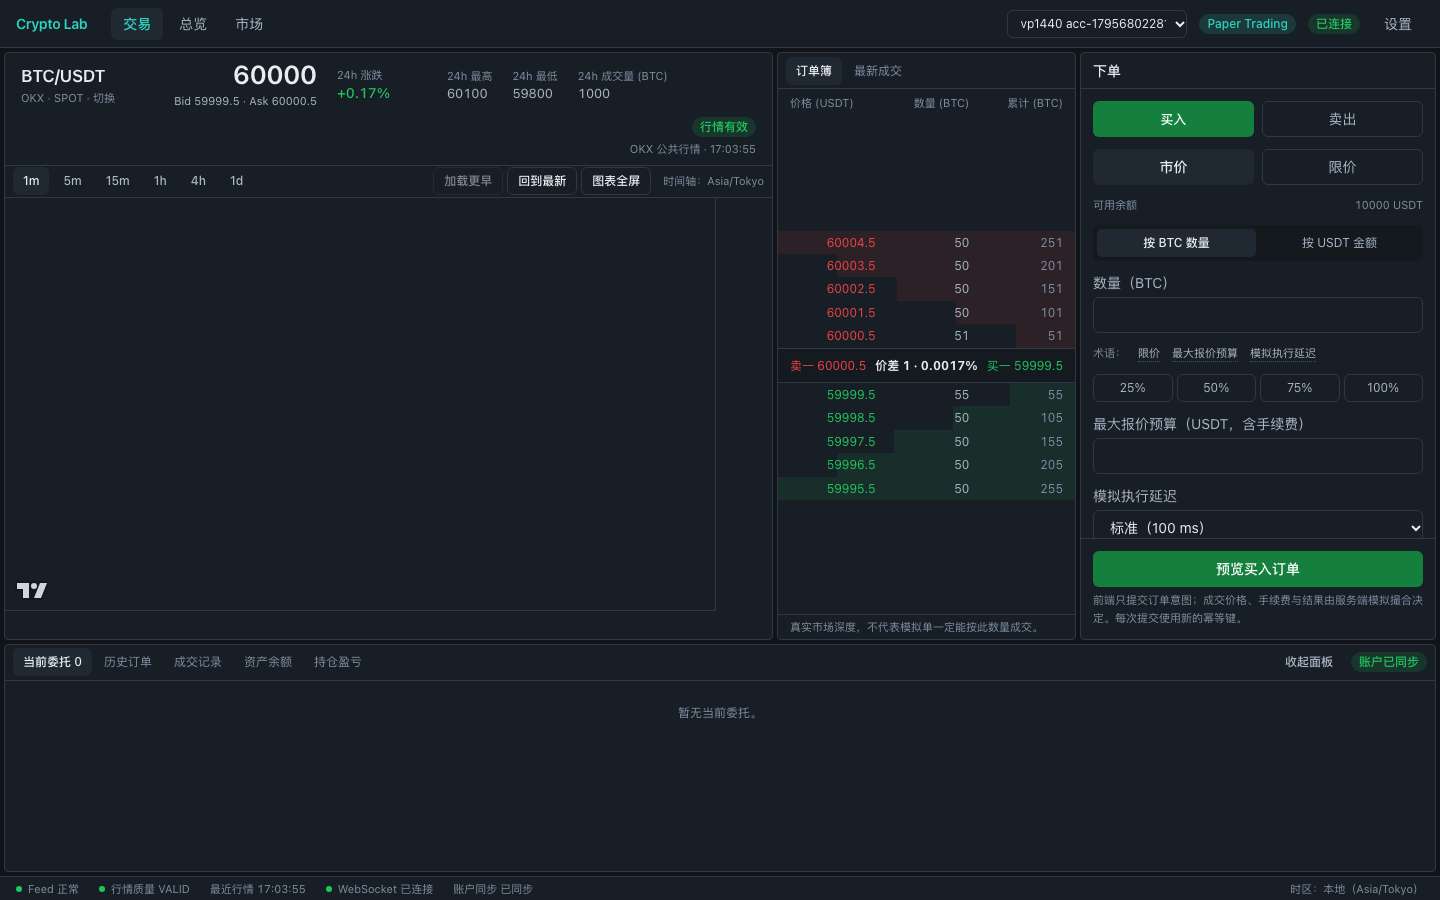 Crypto Lab 交易 总览 市场 vp1440 acc-1795680228 Paper Trading 已连接 设置
BTC/USDT 60000 24h 涨跌 24h 最高 24h 最低 24h 成交量 (BTC)
OKX · SPOT · 切换 Bid 59999.5 · Ask 60000.5 +0.17% 60100 59800 1000
行情有效
OKX 公共行情 · 17:03:55
1m 5m 15m 1h 4h 1d 加载更早 回到最新 图表全屏 时间轴：Asia/Tokyo
订单簿 最新成交
价格 (USDT) 数量 (BTC) 累计 (BTC)
60004.5 50 251
60003.5 50 201
60002.5 50 151
60001.5 50 101
60000.5 51 51
卖一 60000.5 价差 1 · 0.0017% 买一 59999.5
59999.5 55 55
59998.5 50 105
59997.5 50 155
59996.5 50 205
59995.5 50 255
真实市场深度，不代表模拟单一定能按此数量成交。
下单
买入 卖出
市价 限价
可用余额 10000 USDT
按 BTC 数量 按 USDT 金额
数量（BTC）
术语： 限价 最大报价预算 模拟执行延迟
25% 50% 75% 100%
最大报价预算（USDT，含手续费）
模拟执行延迟
标准（100 ms）
预览买入订单
前端只提交订单意图；成交价格、手续费与结果由服务端模拟撮合决
定。每次提交使用新的幂等键。
当前委托 0 历史订单 成交记录 资产余额 持仓盈亏 收起面板 账户已同步
暂无当前委托。
Feed 正常 行情质量 VALID 最近行情 17:03:55 WebSocket 已连接 账户同步 已同步 时区：本地（Asia/Tokyo）